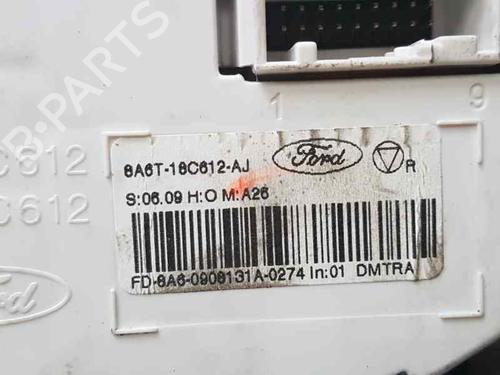 B-PARTS
1 9
C612
C612
8A6T-18C612-AJ
Ford
R
S:06.09 H:O M:A26
FD-8A6-0909131A-0274 In:01 DMTRA
Ford